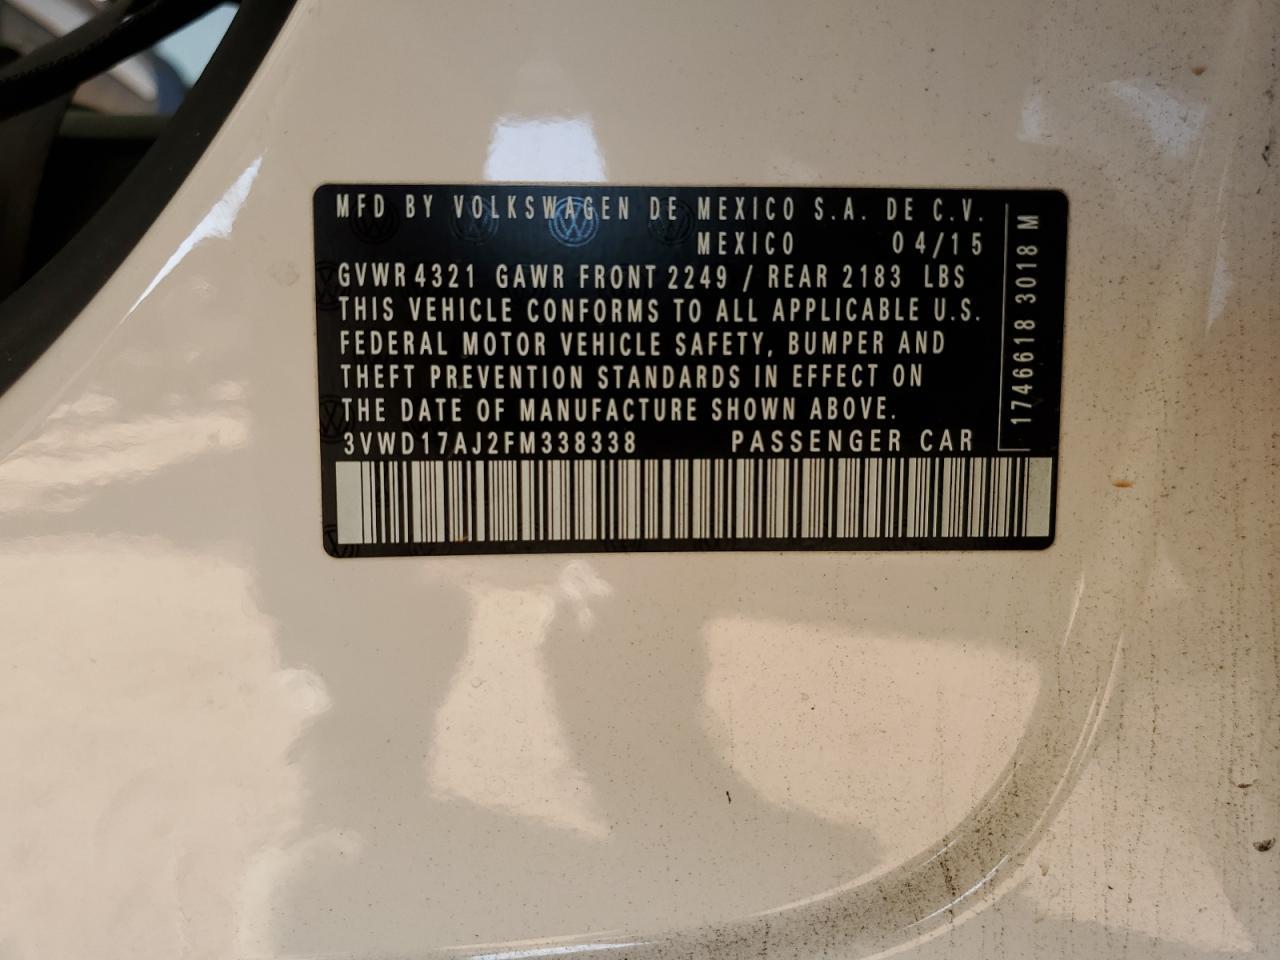 MFD BY VOLKSWAGEN DE MEXICO S.A. DE C.V.
MEXICO 04/15
GVWR 4321 GAWR FRONT 2249 / REAR 2183 LBS
THIS VEHICLE CONFORMS TO ALL APPLICABLE U.S.
FEDERAL MOTOR VEHICLE SAFETY, BUMPER AND
THEFT PREVENTION STANDARDS IN EFFECT ON
THE DATE OF MANUFACTURE SHOWN ABOVE.
3VWD17AJ2FM338338 PASSENGER CAR
1746618 3018 M